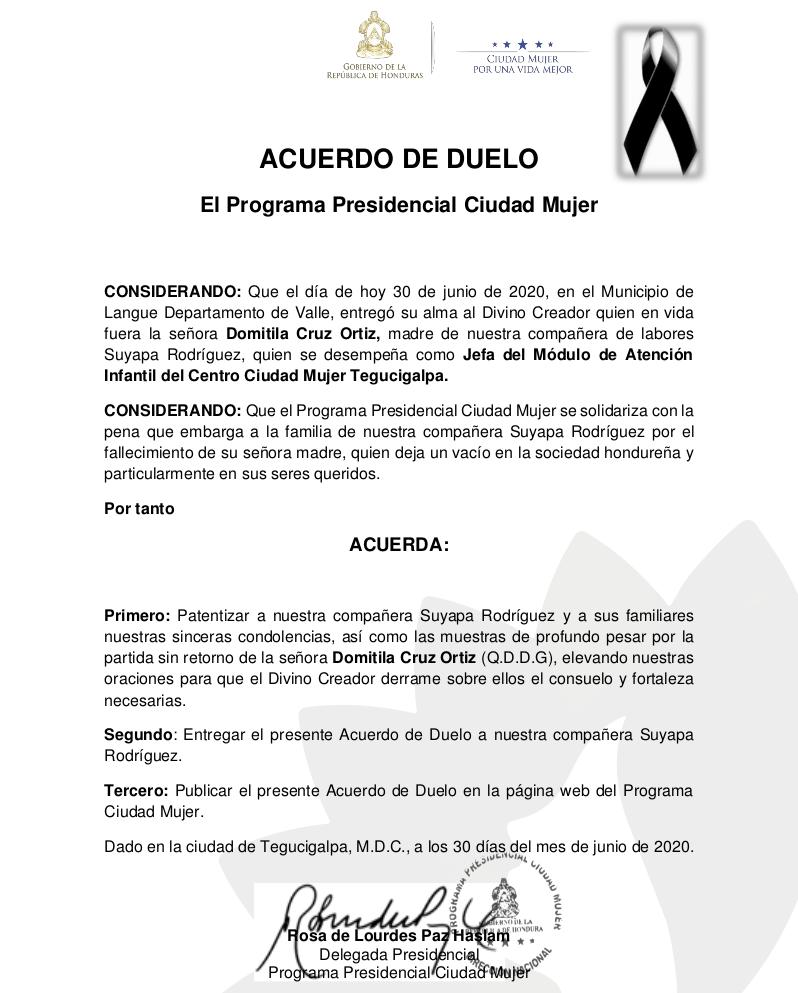 GOBIERNO DE LA
REPÚBLICA DE HONDURAS
CIUDAD MUJER
POR UNA VIDA MEJOR
ACUERDO DE DUELO
El Programa Presidencial Ciudad Mujer
CONSIDERANDO: Que el día de hoy 30 de junio de 2020, en el Municipio de
Langue Departamento de Valle, entregó su alma al Divino Creador quien en vida
fuera la señora Domitila Cruz Ortiz, madre de nuestra compañera de labores
Suyapa Rodríguez, quien se desempeña como Jefa del Módulo de Atención
Infantil del Centro Ciudad Mujer Tegucigalpa.
CONSIDERANDO: Que el Programa Presidencial Ciudad Mujer se solidariza con la
pena que embarga a la familia de nuestra compañera Suyapa Rodríguez por el
fallecimiento de su señora madre, quien deja un vacío en la sociedad hondureña y
particularmente en sus seres queridos.
Por tanto
ACUERDA:
Primero: Patentizar a nuestra compañera Suyapa Rodríguez y a sus familiares
nuestras sinceras condolencias, así como las muestras de profundo pesar por la
partida sin retorno de la señora Domitila Cruz Ortiz (Q.D.D.G), elevando nuestras
oraciones para que el Divino Creador derrame sobre ellos el consuelo y fortaleza
necesarias.
Segundo: Entregar el presente Acuerdo de Duelo a nuestra compañera Suyapa
Rodríguez.
Tercero: Publicar el presente Acuerdo de Duelo en la página web del Programa
Ciudad Mujer.
Dado en la ciudad de Tegucigalpa, M.D.C., a los 30 días del mes de junio de 2020.
PROGRAMA PRESIDENCIAL CIUDAD MUJER
DIRECCION NACIONAL
Rosa de Lourdes Paz Haslam
Delegada Presidencial
Programa Presidencial Ciudad Mujer